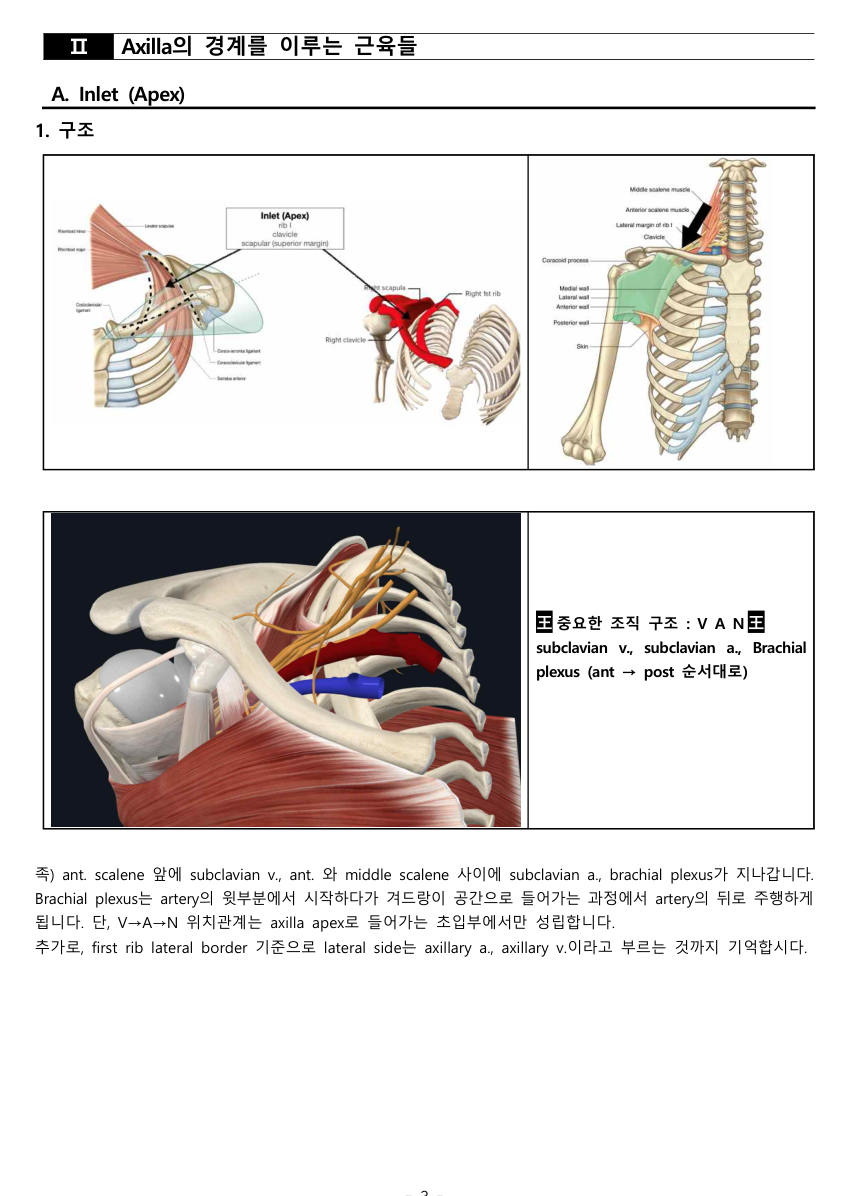 Ⅱ Axilla의 경계를 이루는 근육들
A. Inlet (Apex)
1. 구조
Inlet (Apex)
rib I
clavicle
scapular (superior margin)
Rhomboid minor
Rhomboid major
Levator scapulae
Costoclavicular
ligament
Coraco-acromial ligament
Coracoclavicular ligament
Serratus anterior
Right scapula
Right 1st rib
Right clavicle
Middle scalene muscle
Anterior scalene muscle
Lateral margin of rib I
Clavicle
Coracoid process
Medial wall
Lateral wall
Anterior wall
Posterior wall
Skin
王중요한 조직 구조 : V A N王
subclavian v., subclavian a., Brachial
plexus (ant → post 순서대로)
족) ant. scalene 앞에 subclavian v., ant. 와 middle scalene 사이에 subclavian a., brachial plexus가 지나갑니다.
Brachial plexus는 artery의 윗부분에서 시작하다가 겨드랑이 공간으로 들어가는 과정에서 artery의 뒤로 주행하게
됩니다. 단, V→A→N 위치관계는 axilla apex로 들어가는 초입부에서만 성립합니다.
추가로, first rib lateral border 기준으로 lateral side는 axillary a., axillary v.이라고 부르는 것까지 기억합시다.